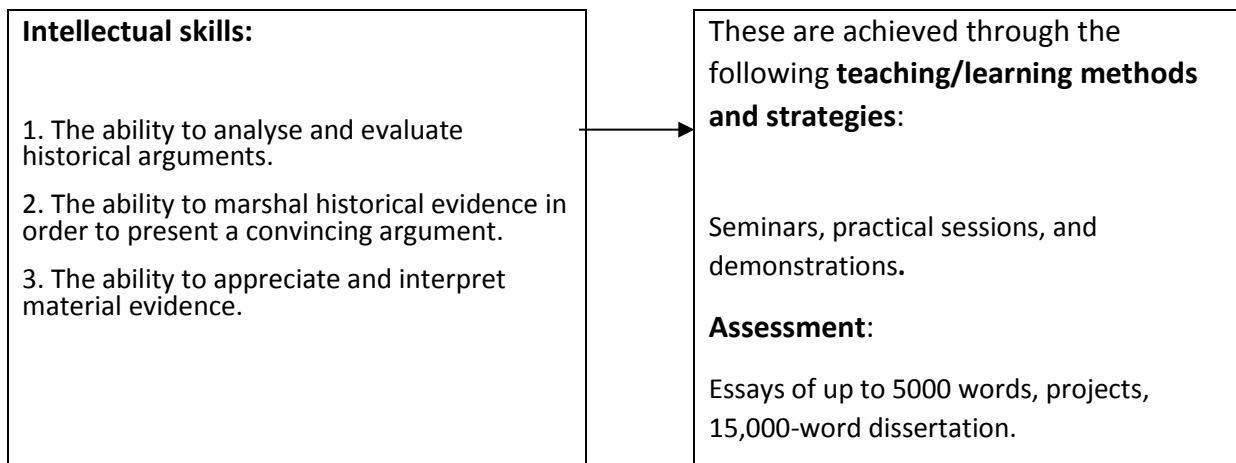 Intellectual skills:
1. The ability to analyse and evaluate
historical arguments.
2. The ability to marshal historical evidence in
order to present a convincing argument.
3. The ability to appreciate and interpret
material evidence.
These are achieved through the
following teaching/learning methods
and strategies:
Seminars, practical sessions, and
demonstrations.
Assessment:
Essays of up to 5000 words, projects,
15,000-word dissertation.